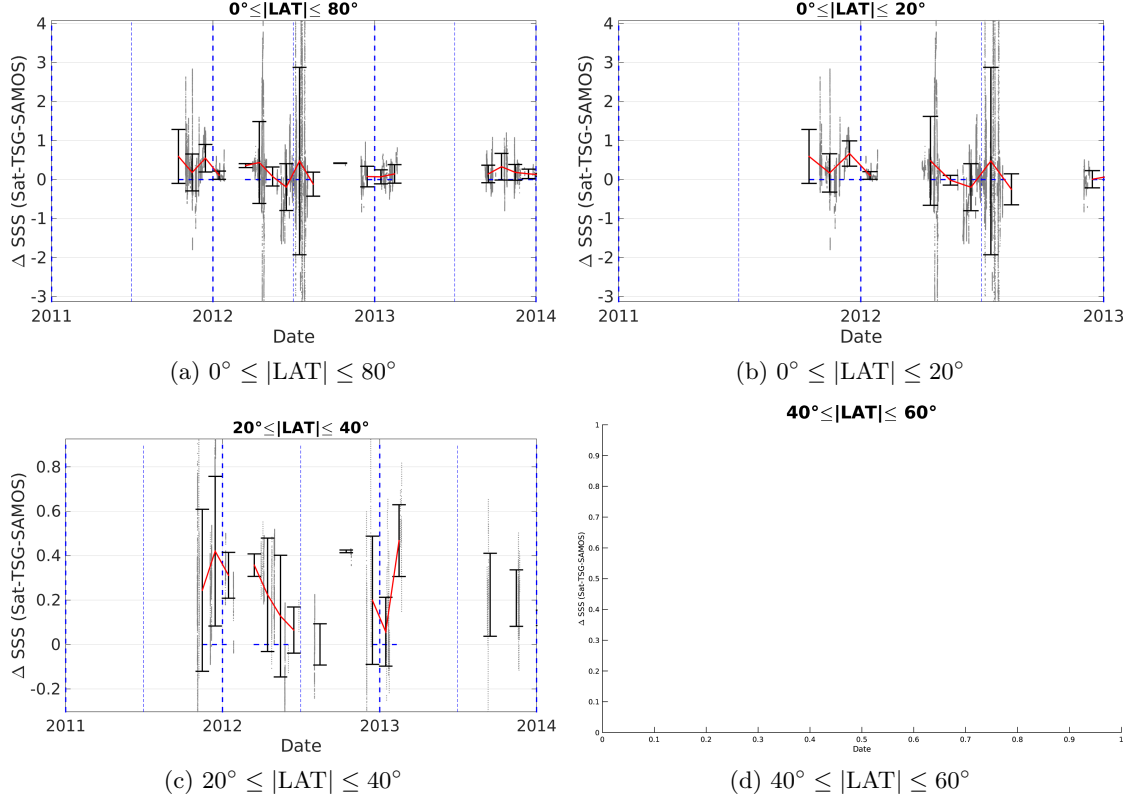 0°≤|LAT|≤ 80°
Δ SSS (Sat-TSG-SAMOS)
4
3
2
1
0
-1
-2
-3
2011 2012 2013 2014
Date
(a) 0° ≤ |LAT| ≤ 80°
0°≤|LAT|≤ 20°
Δ SSS (Sat-TSG-SAMOS)
4
3
2
1
0
-1
-2
-3
2011 2012 2013
Date
(b) 0° ≤ |LAT| ≤ 20°
20°≤|LAT|≤ 40°
Δ SSS (Sat-TSG-SAMOS)
0.8
0.6
0.4
0.2
0
-0.2
2011 2012 2013 2014
Date
(c) 20° ≤ |LAT| ≤ 40°
40°≤|LAT|≤ 60°
Δ SSS (Sat-TSG-SAMOS)
1
0.9
0.8
0.7
0.6
0.5
0.4
0.3
0.2
0.1
0
0 0.1 0.2 0.3 0.4 0.5 0.6 0.7 0.8 0.9 1
Date
(d) 40° ≤ |LAT| ≤ 60°